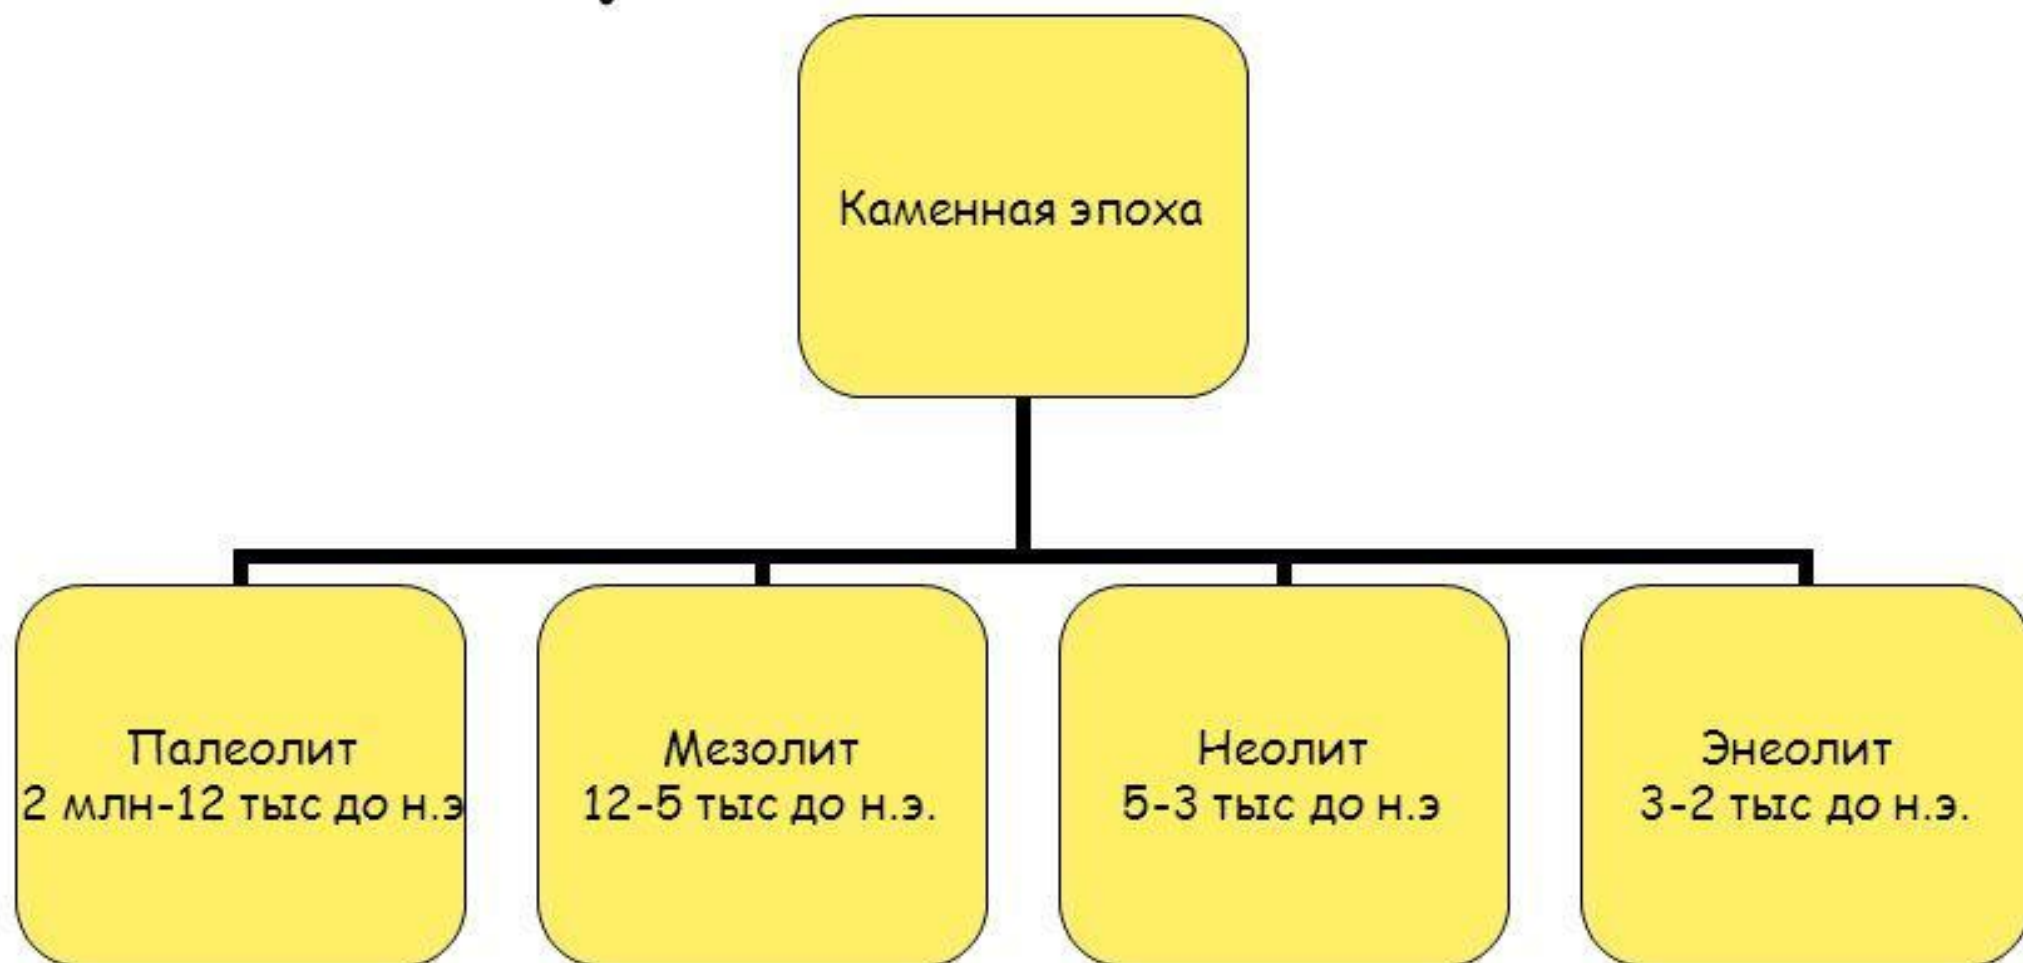 Каменная эпоха
Палеолит
2 млн-12 тыс до н.э
Мезолит
12-5 тыс до н.э.
Неолит
5-3 тыс до н.э
Энеолит
3-2 тыс до н.э.